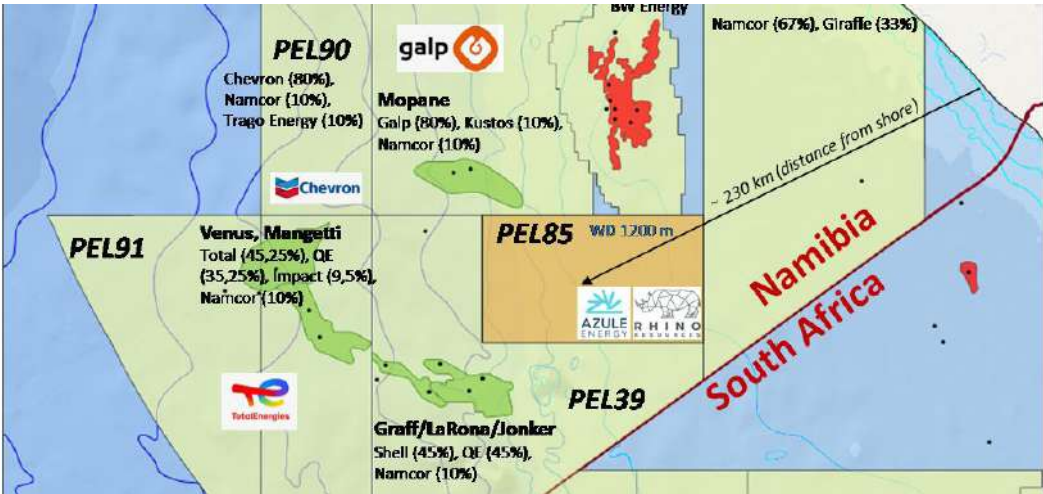 BW Energy
Namcor (67%), Giraffe (33%)
PEL90
Chevron (80%),
Namcor (10%),
Trago Energy (10%)
galp
Mopane
Galp (80%), Kustos (10%),
Namcor (10%)
Chevron
~ 230 km (distance from shore)
PEL91
Venus, Mangetti
Total (45,25%), QE
(35,25%), Impact (9,5%),
Namcor (10%)
PEL85 WD 1200 m
AZULE
ENERGY
RHINO
RESOURCES
Namibia
South Africa
TotalEnergies
PEL39
Graff/LaRona/Jonker
Shell (45%), QE (45%),
Namcor (10%)